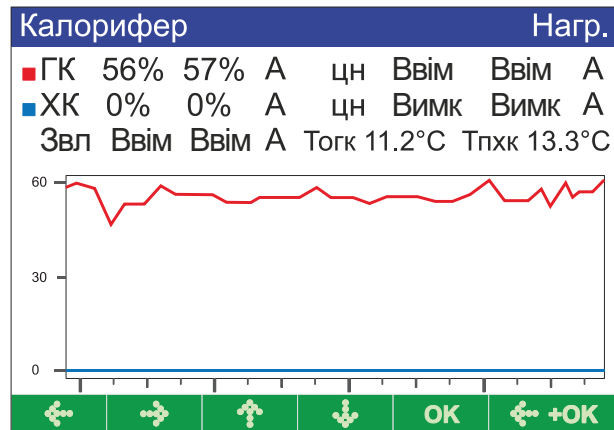 Калорифер Нагр.
ГК 56% 57% А цн Ввім Ввім А
ХК 0% 0% А цн Вимк Вимк А
Звл Ввім Ввім А Тогк 11.2°C Тпхк 13.3°C
60
30
0
OK +OK